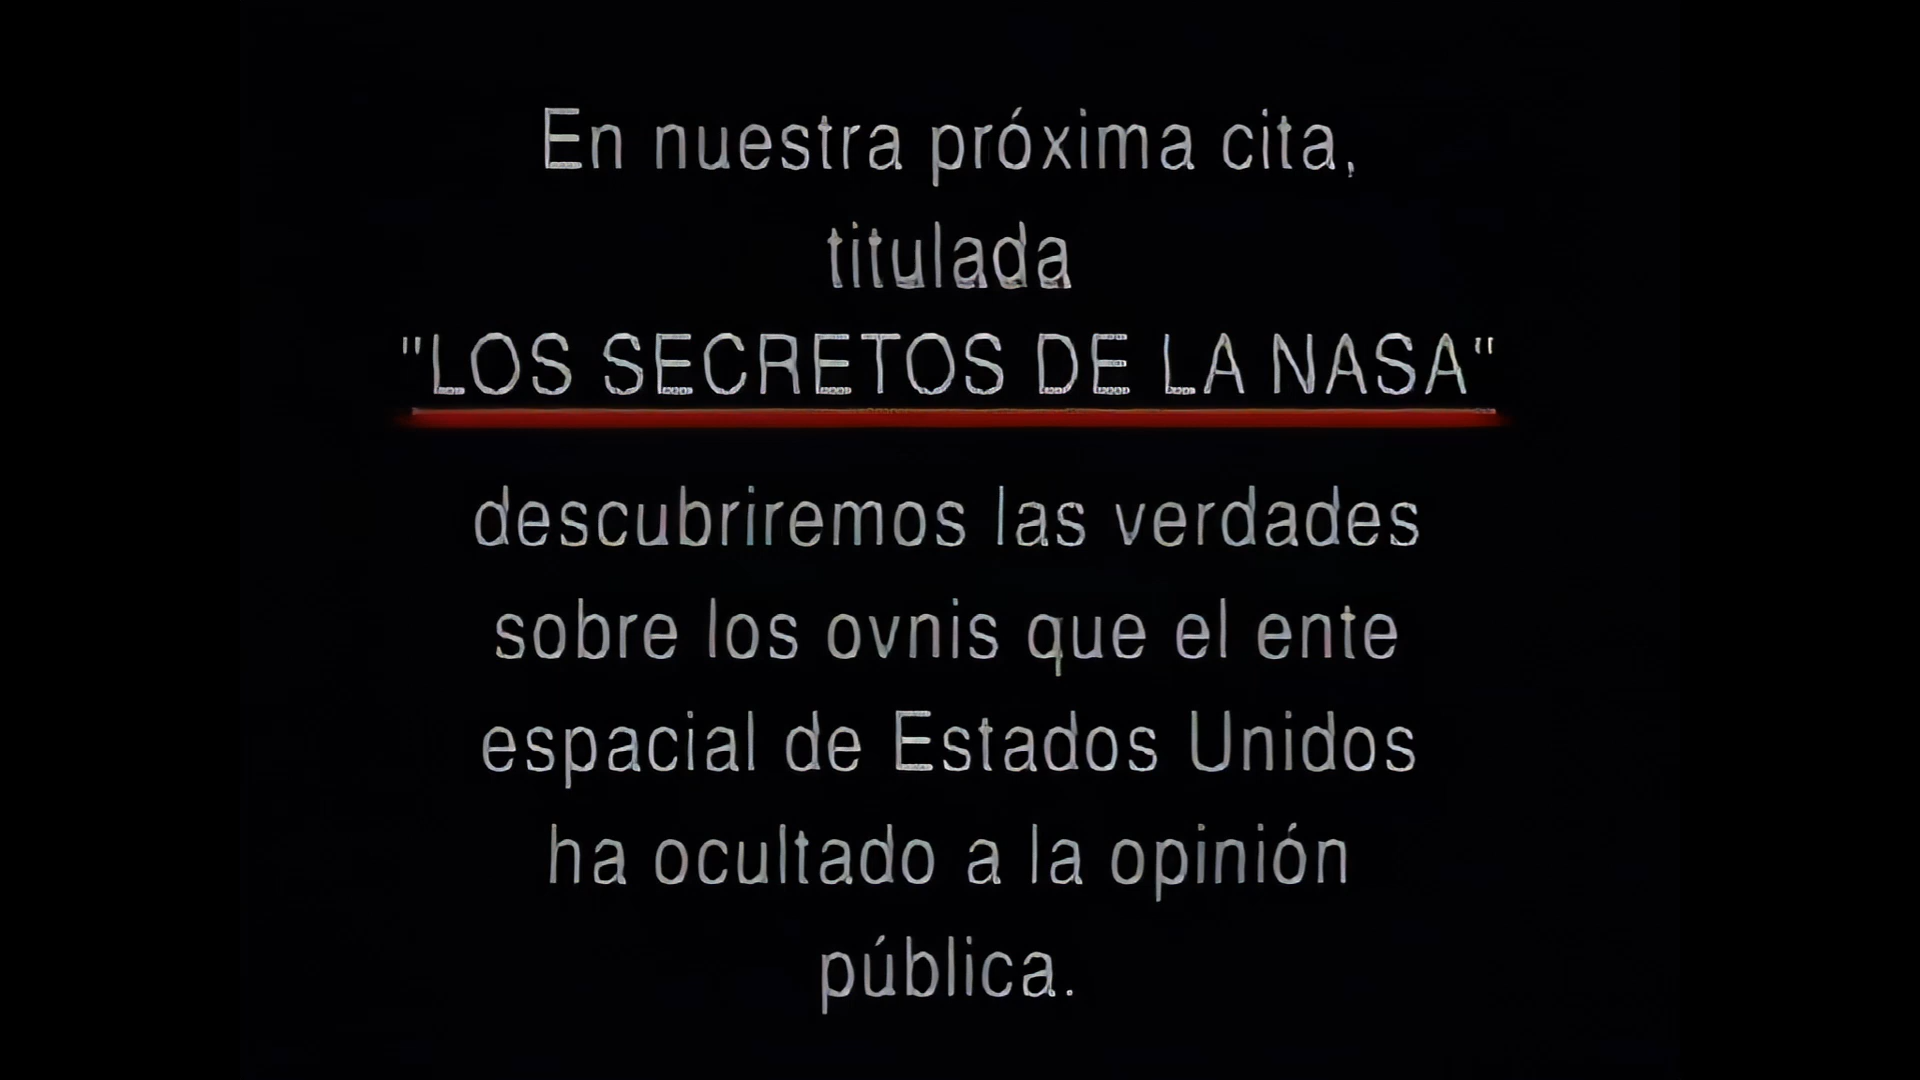 En nuestra próxima cita,
titulada
"LOS SECRETOS DE LA NASA"
descubriremos las verdades
sobre los ovnis que el ente
espacial de Estados Unidos
ha ocultado a la opinión
pública.